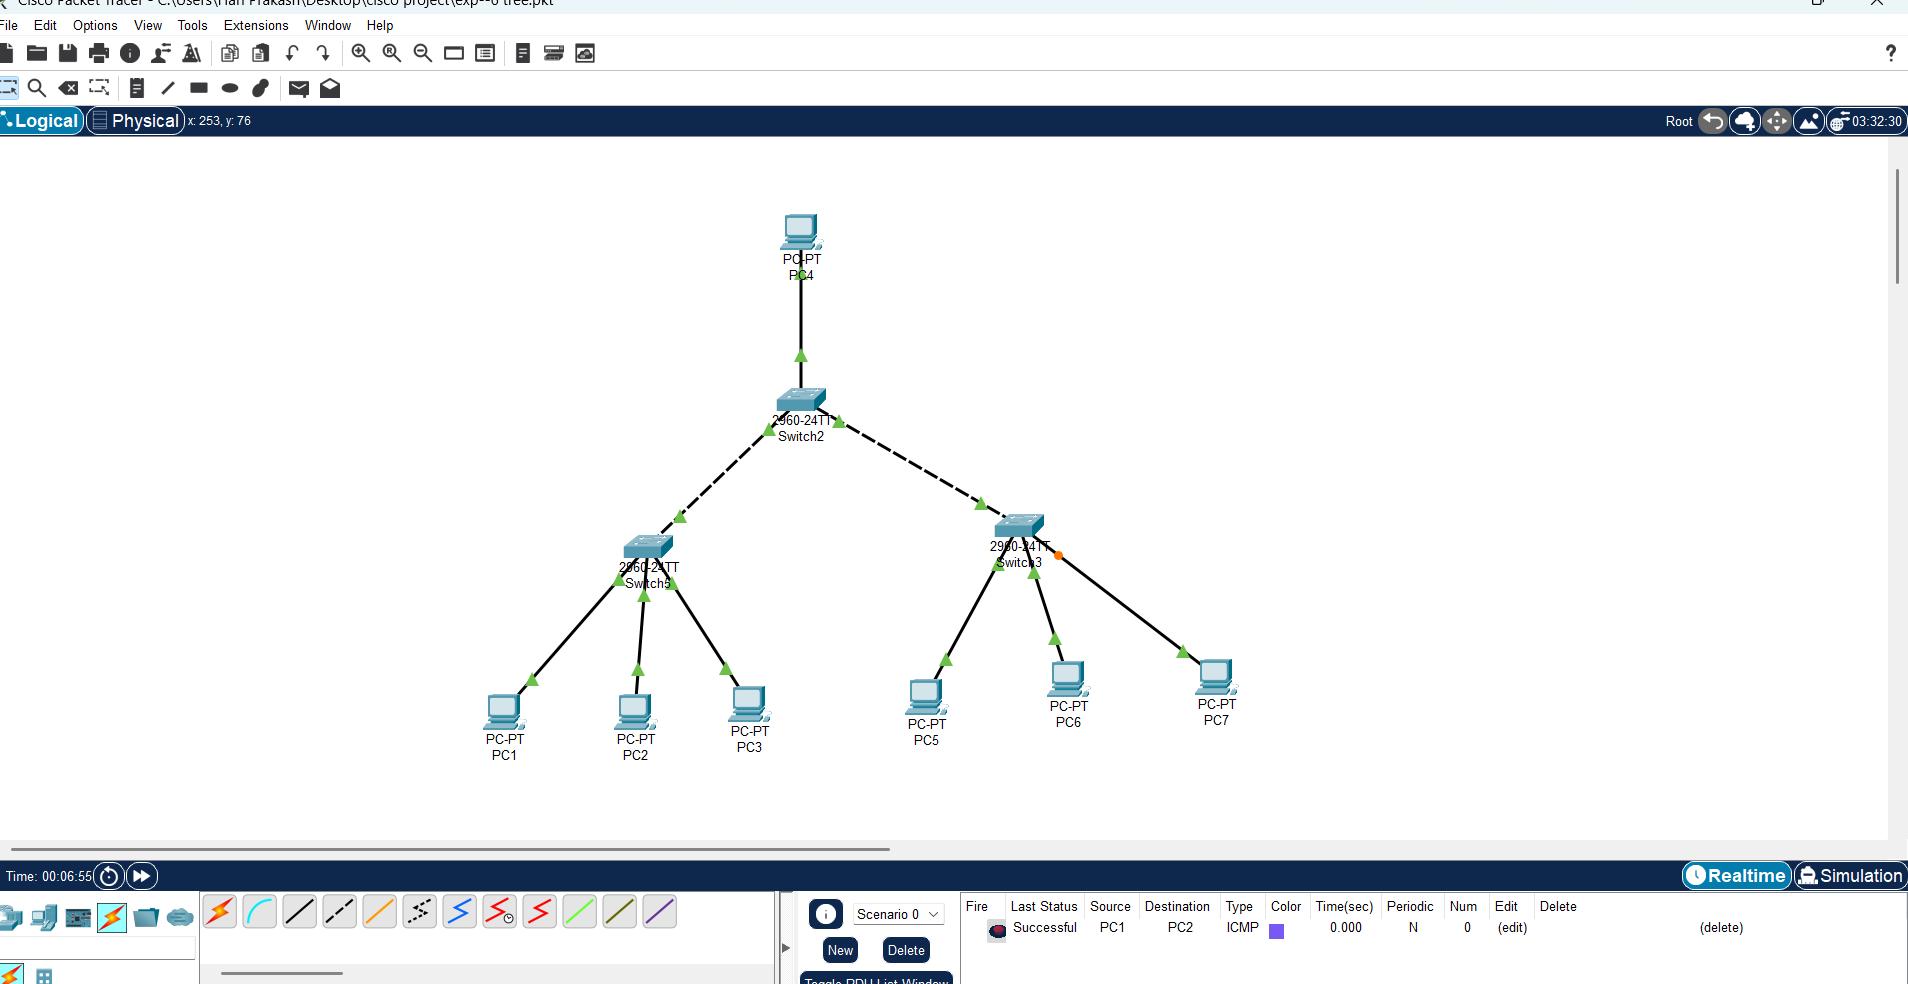 Cisco Packet Tracer - C:\Users\Hari Prakash\Desktop\cisco project\exp--6 tree.pkt
File Edit Options View Tools Extensions Window Help
?
Logical Physical x: 253, y: 76 Root 03:32:30
PC-PT
PC4
2960-24TT
Switch2
2960-24TT
Switch3
2960-24TT
Switch5
PC-PT
PC1
PC-PT
PC2
PC-PT
PC3
PC-PT
PC5
PC-PT
PC6
PC-PT
PC7
Time: 00:06:55 Realtime Simulation
Scenario 0
New Delete
Toggle PDU List Window
Fire Last Status Source Destination Type Color Time(sec) Periodic Num Edit Delete
Successful PC1 PC2 ICMP 0.000 N 0 (edit) (delete)